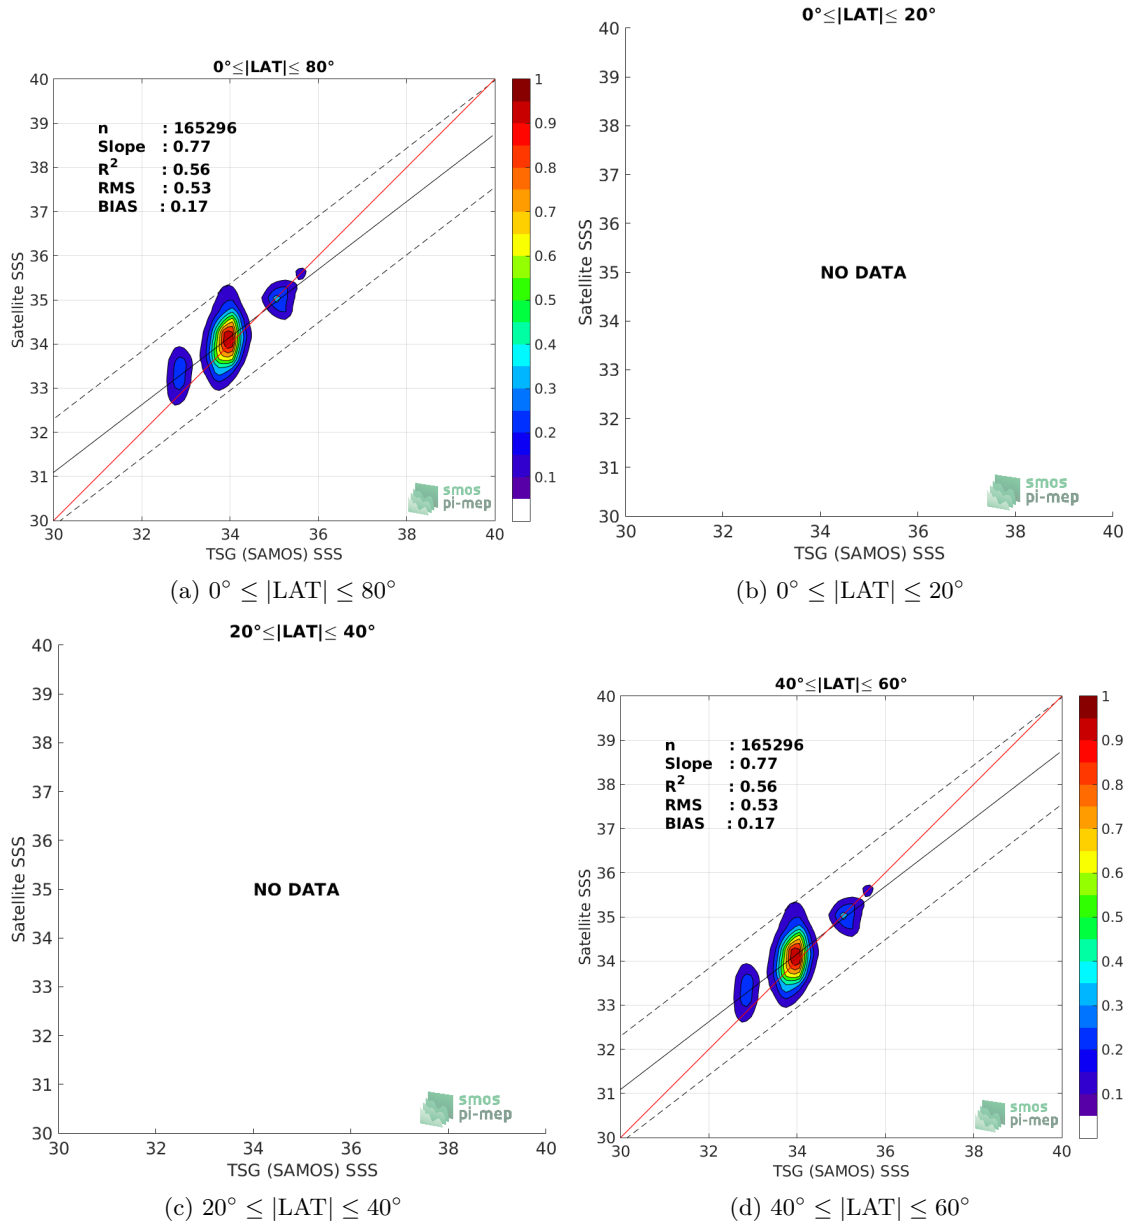 0°≤|LAT|≤ 80°
40
39
38
37
36
35
34
33
32
31
30
Satellite SSS
n : 165296
Slope : 0.77
R² : 0.56
RMS : 0.53
BIAS : 0.17
smos
pi-mep
30 32 34 36 38 40
TSG (SAMOS) SSS
1
0.9
0.8
0.7
0.6
0.5
0.4
0.3
0.2
0.1
(a) 0° ≤ |LAT| ≤ 80°
0°≤|LAT|≤ 20°
40
39
38
37
36
35
34
33
32
31
30
Satellite SSS
NO DATA
smos
pi-mep
30 32 34 36 38 40
TSG (SAMOS) SSS
(b) 0° ≤ |LAT| ≤ 20°
20°≤|LAT|≤ 40°
40
39
38
37
36
35
34
33
32
31
30
Satellite SSS
NO DATA
smos
pi-mep
30 32 34 36 38 40
TSG (SAMOS) SSS
(c) 20° ≤ |LAT| ≤ 40°
40°≤|LAT|≤ 60°
40
39
38
37
36
35
34
33
32
31
30
Satellite SSS
n : 165296
Slope : 0.77
R² : 0.56
RMS : 0.53
BIAS : 0.17
smos
pi-mep
30 32 34 36 38 40
TSG (SAMOS) SSS
1
0.9
0.8
0.7
0.6
0.5
0.4
0.3
0.2
0.1
(d) 40° ≤ |LAT| ≤ 60°